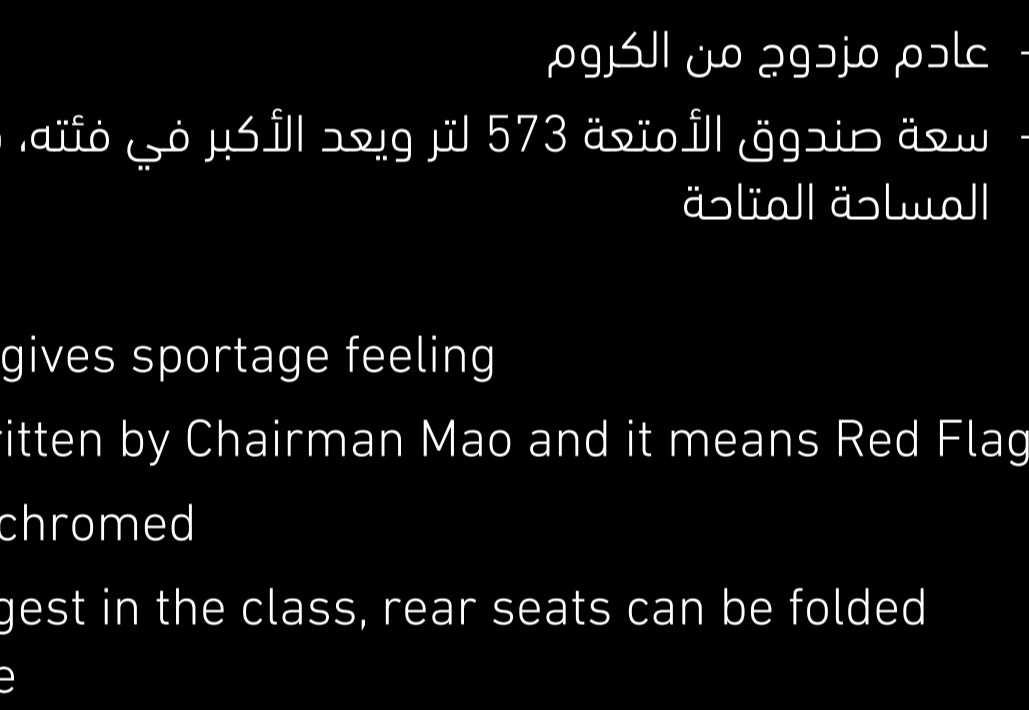 - عادم مزدوج من الكروم
- سعة صندوق الأمتعة 573 لتر ويعد الأكبر في فئته،
المساحة المتاحة
gives sportage feeling
itten by Chairman Mao and it means Red Flag
chromed
gest in the class, rear seats can be folded
e